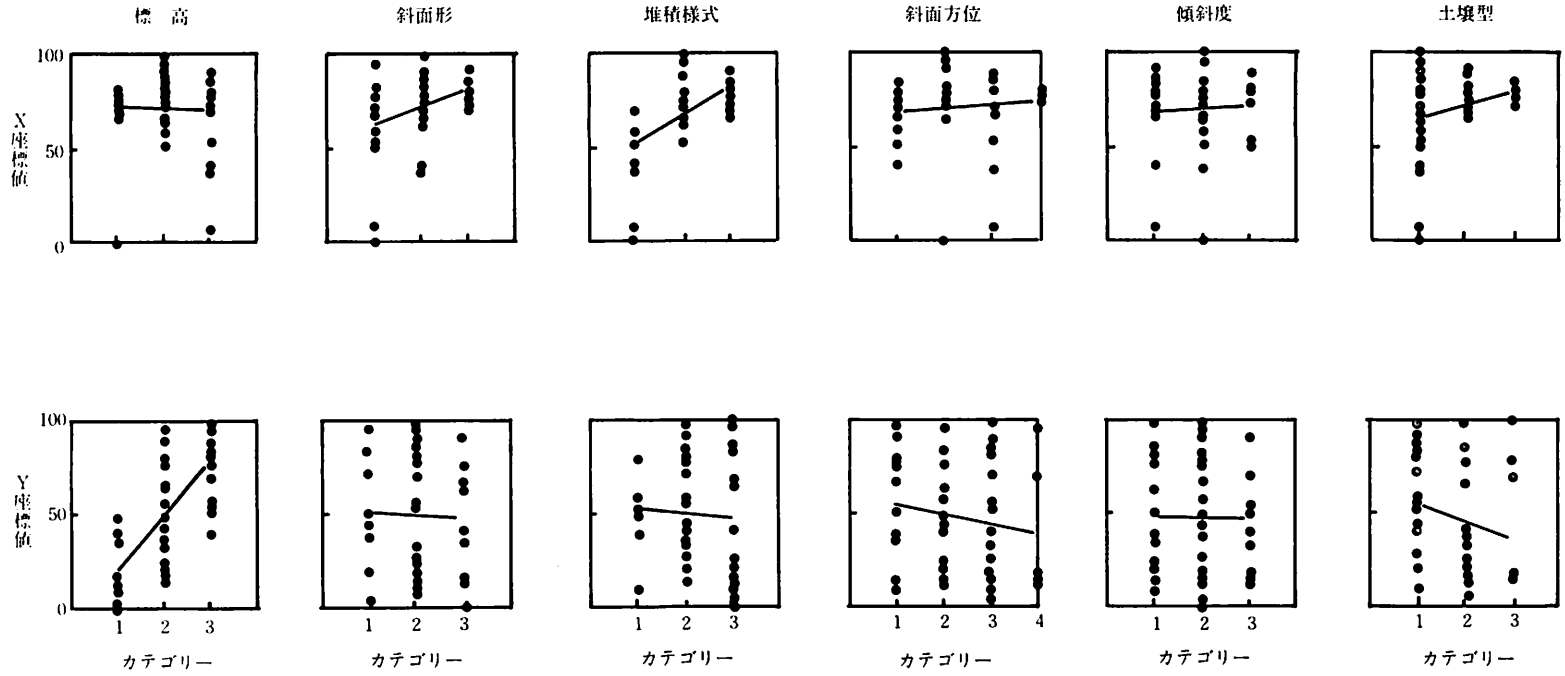 標高
斜面形
堆積様式
斜面方位
傾斜度
土壌型
X座標値
100
50
0
Y座標値
100
50
0
1 2 3
1 2 3
1 2 3
1 2 3 4
1 2 3
1 2 3
カテゴリー
カテゴリー
カテゴリー
カテゴリー
カテゴリー
カテゴリー